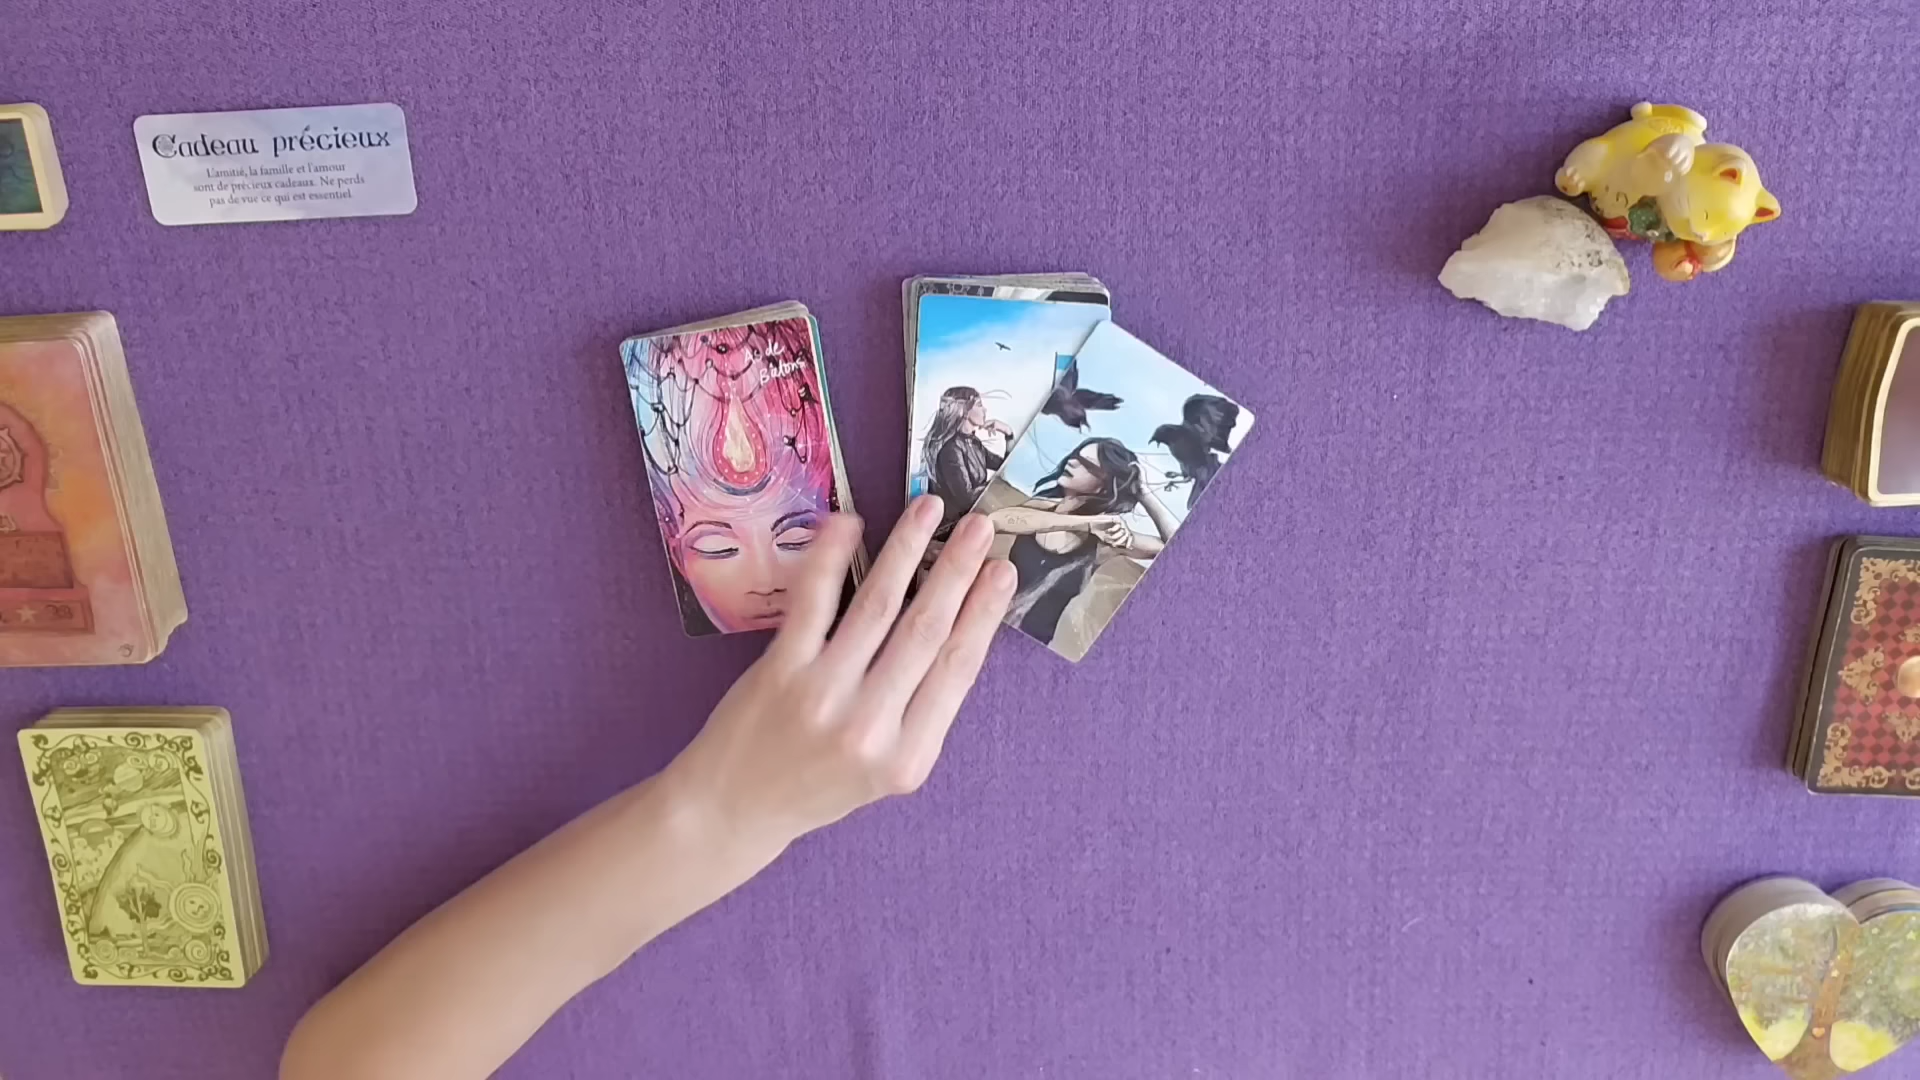 Cadeau précieux
L'amitié, la famille et l'amour
sont de précieux cadeaux. Ne perds
pas de vue ce qui est essentiel.
As de
Bâtons